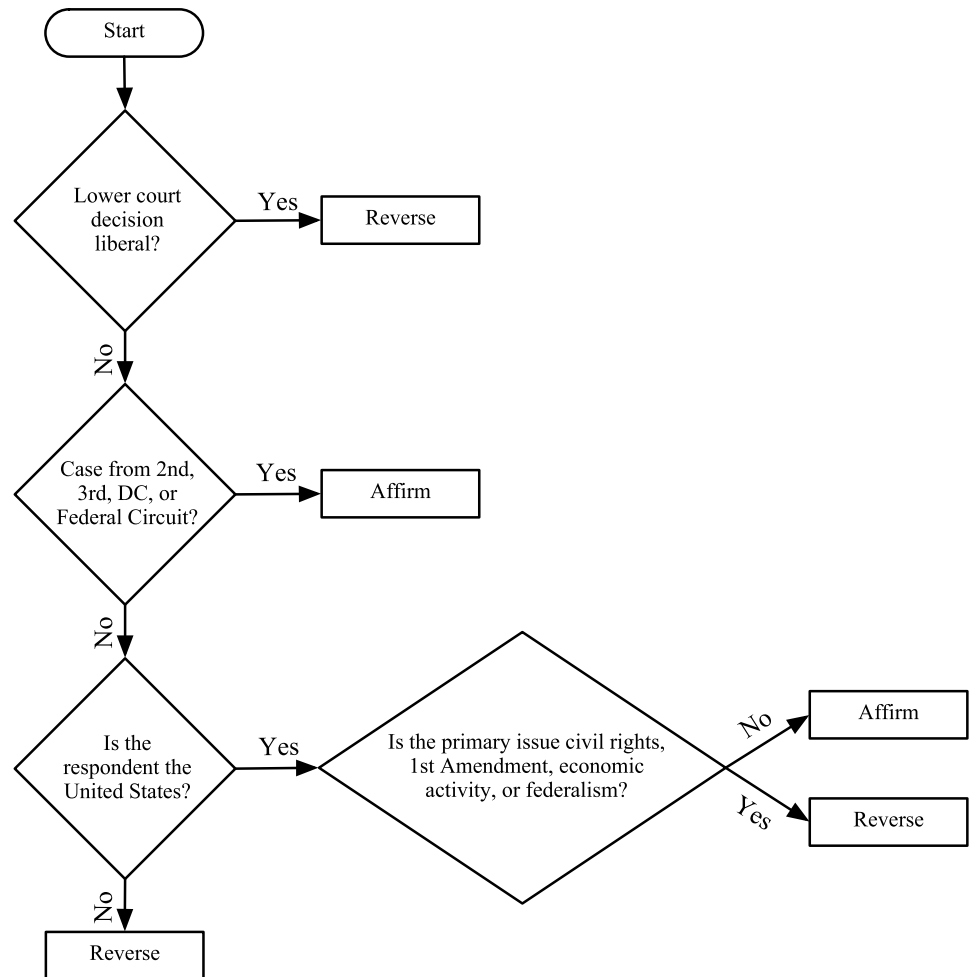 Start
Lower court
decision
liberal?
Yes
Reverse
No
Case from 2nd,
3rd, DC, or
Federal Circuit?
Yes
Affirm
No
Is the
respondent the
United States?
Yes
Is the primary issue civil rights,
1st Amendment, economic
activity, or federalism?
No
Affirm
Yes
Reverse
No
Reverse